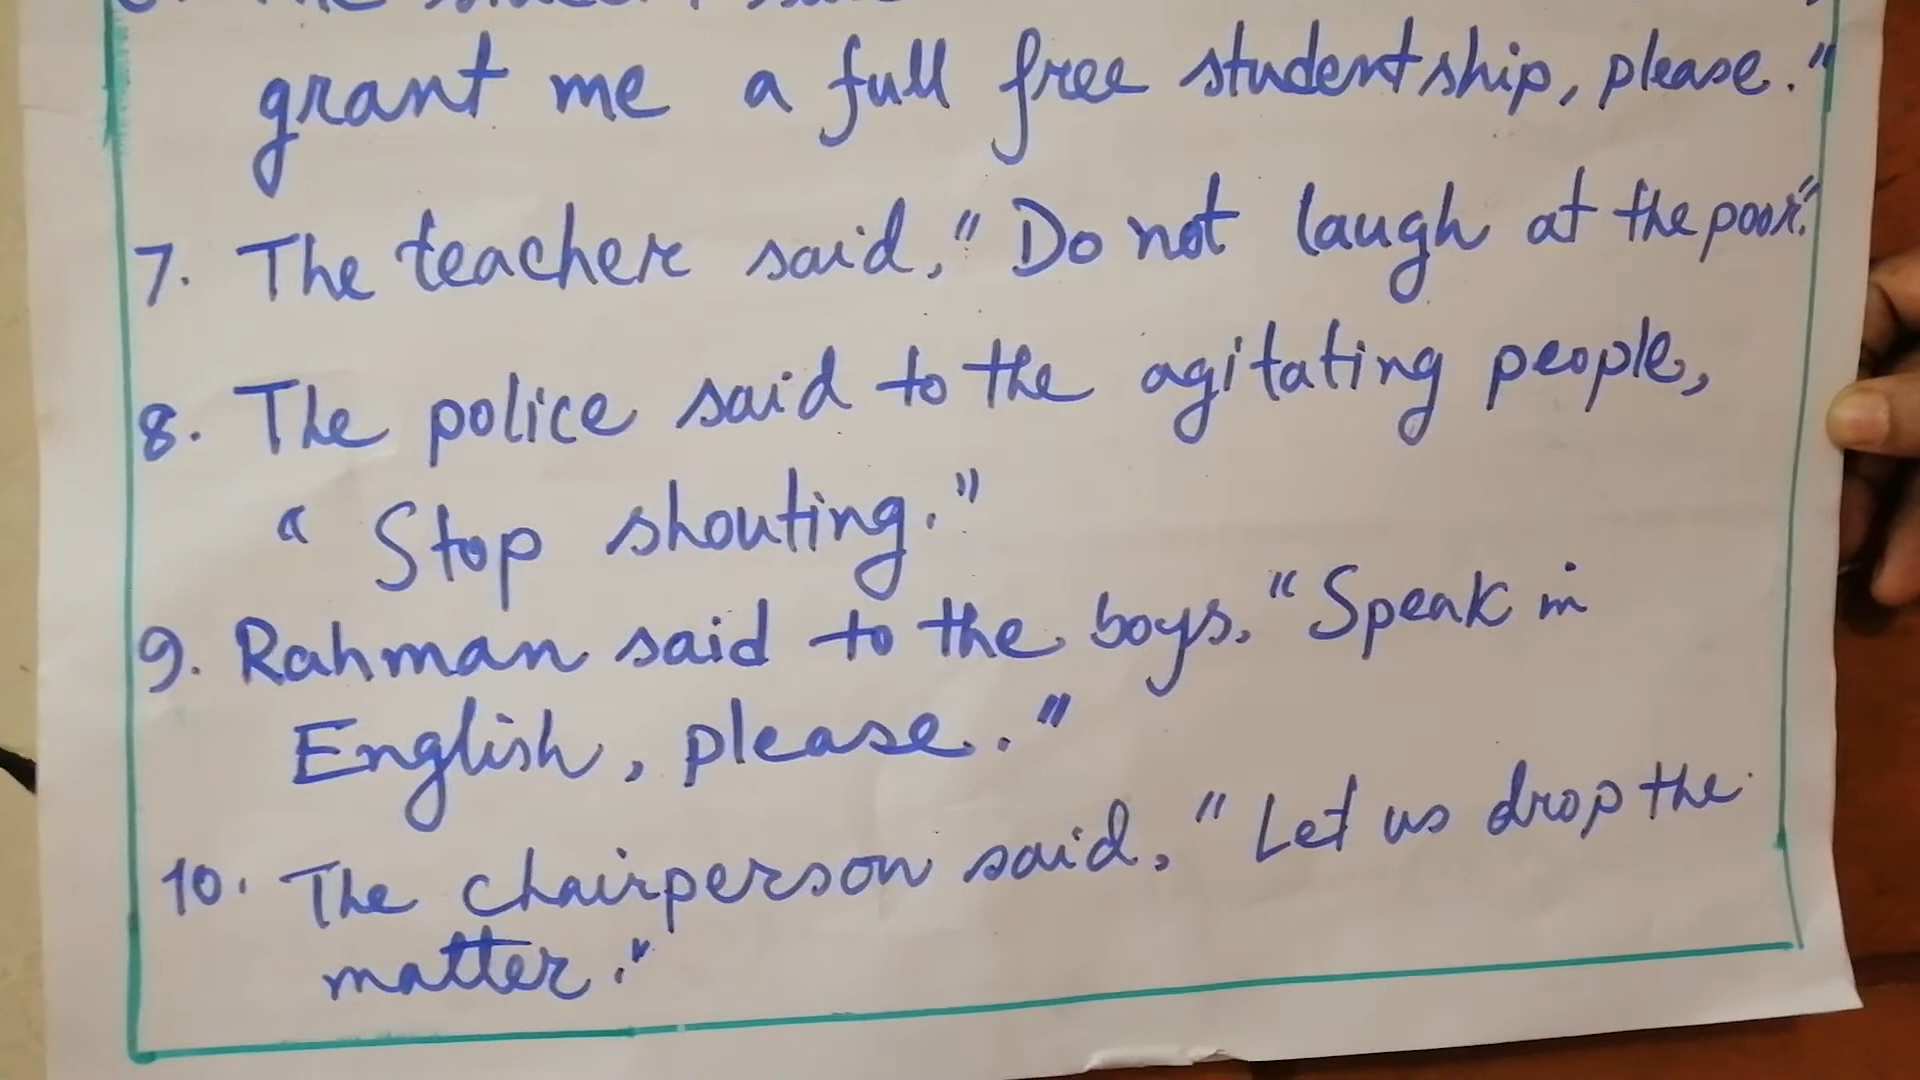 grant me a full free studentship, please."
7. The teacher said, "Do not laugh at the poor."
8. The police said to the agitating people,
"Stop shouting."
9. Rahman said to the boys, "Speak in
English, please."
10. The chairperson said, "Let us drop the
matter."